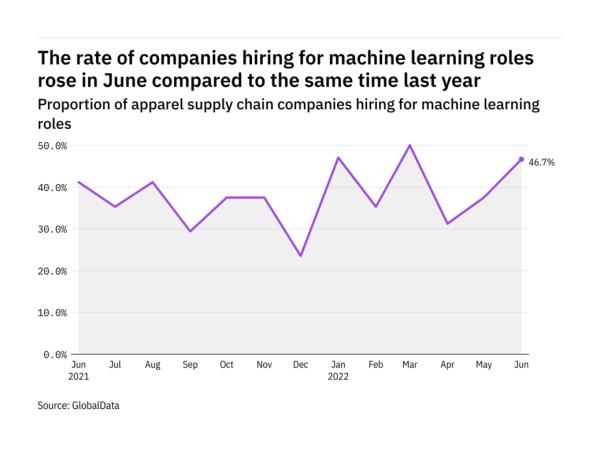 The rate of companies hiring for machine learning roles
rose in June compared to the same time last year
Proportion of apparel supply chain companies hiring for machine learning
roles
50.0%
40.0%
30.0%
20.0%
10.0%
0.0%
46.7%
Jun Jul Aug Sep Oct Nov Dec Jan Feb Mar Apr May Jun
2021 2022
Source: GlobalData